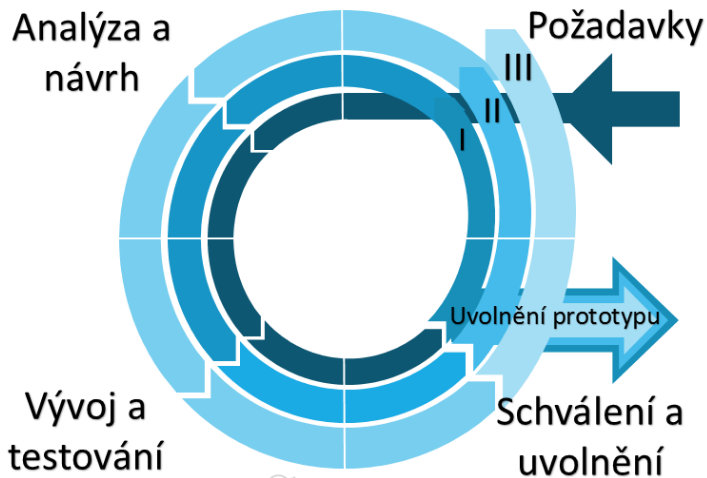 Analýza a
návrh
Požadavky
III
II
I
Uvolnění prototypu
Vývoj a
testování
Schválení a
uvolnění